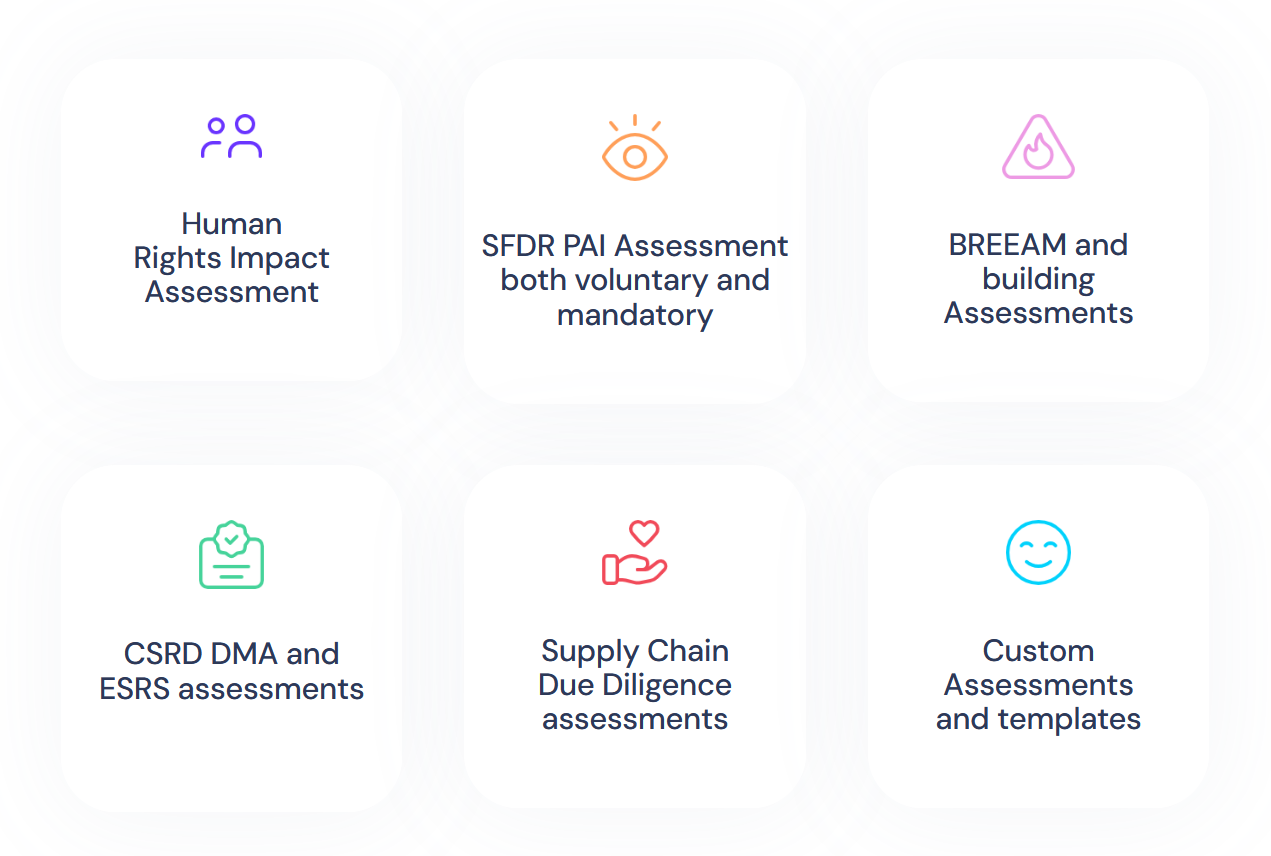 Human
Rights Impact
Assessment
SFDR PAI Assessment
both voluntary and
mandatory
BREEAM and
building
Assessments
CSRD DMA and
ESRS assessments
Supply Chain
Due Diligence
assessments
Custom
Assessments
and templates